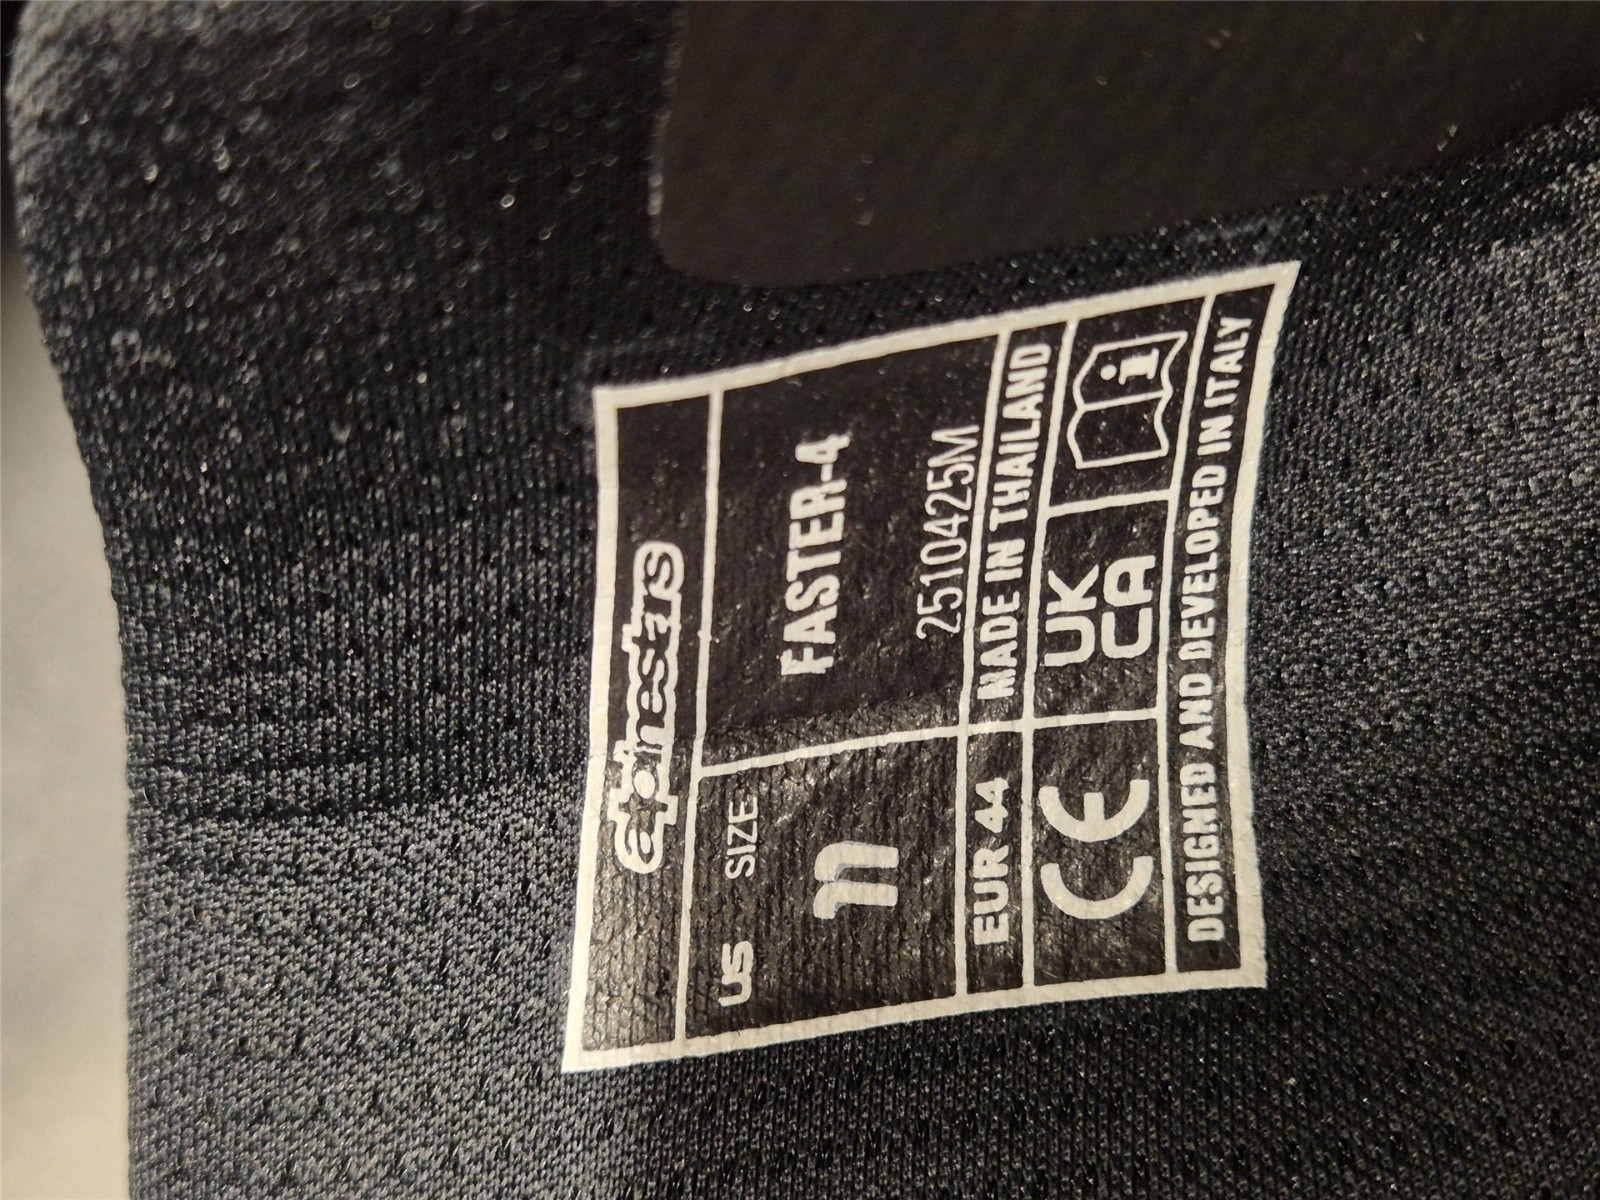 alpinestars
US SIZE
11
FASTER-4
2510425M
EUR 44
MADE IN THAILAND
CE
UK
CA
i
DESIGNED AND DEVELOPED IN ITALY